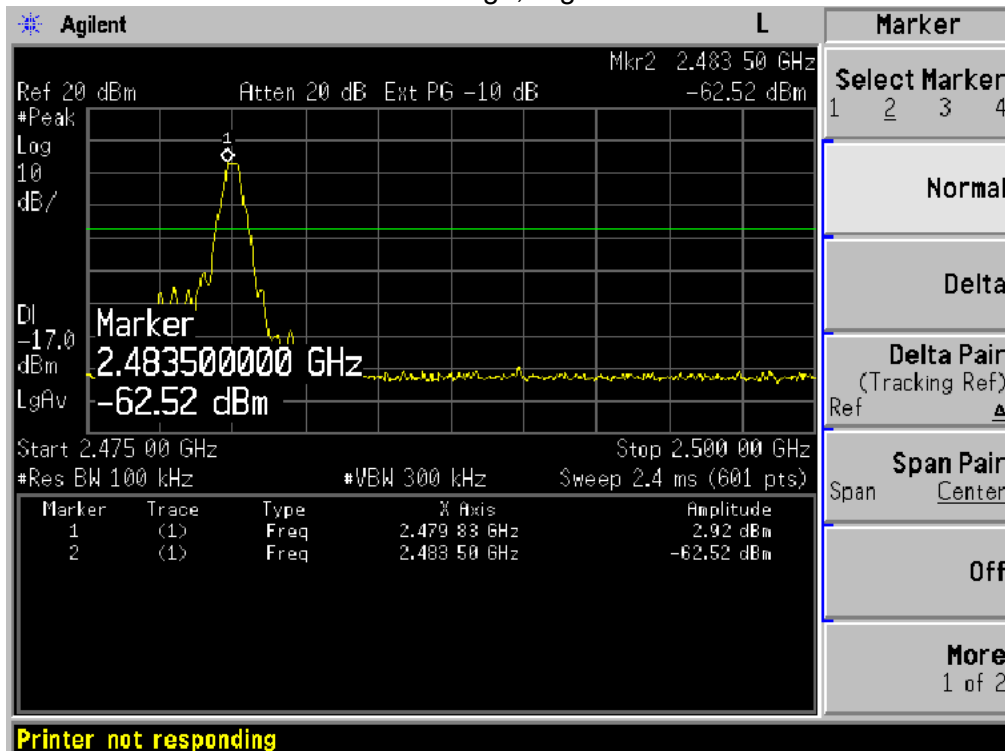 Agilent L Marker
Mkr2 2.483 50 GHz
Ref 20 dBm Atten 20 dB Ext PG -10 dB -62.52 dBm
#Peak
Log
10
dB/
1
DI
-17.0
dBm
LgAv
Marker
2.483500000 GHz
-62.52 dBm
Start 2.475 00 GHz Stop 2.500 00 GHz
#Res BW 100 kHz #VBW 300 kHz Sweep 2.4 ms (601 pts)
Marker Trace Type X Axis Amplitude
1 (1) Freq 2.479 83 GHz 2.92 dBm
2 (1) Freq 2.483 50 GHz -62.52 dBm
Select Marker
1 2 3 4
Normal
Delta
Delta Pair
(Tracking Ref)
Ref Δ
Span Pair
Span Center
Off
More
1 of 2
Printer not responding